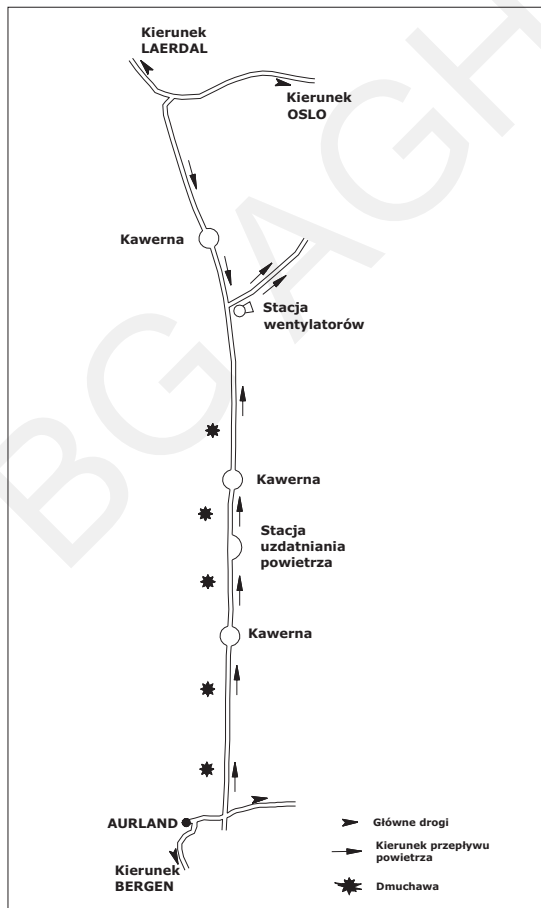 Kierunek
LAERDAL
Kierunek
OSLO
Kawerna
Stacja
wentylatorów
Kawerna
Stacja
uzdatniania
powietrza
Kawerna
AURLAND
Kierunek
BERGEN
Główne drogi
Kierunek przepływu
powietrza
Dmuchawa
BG AGH